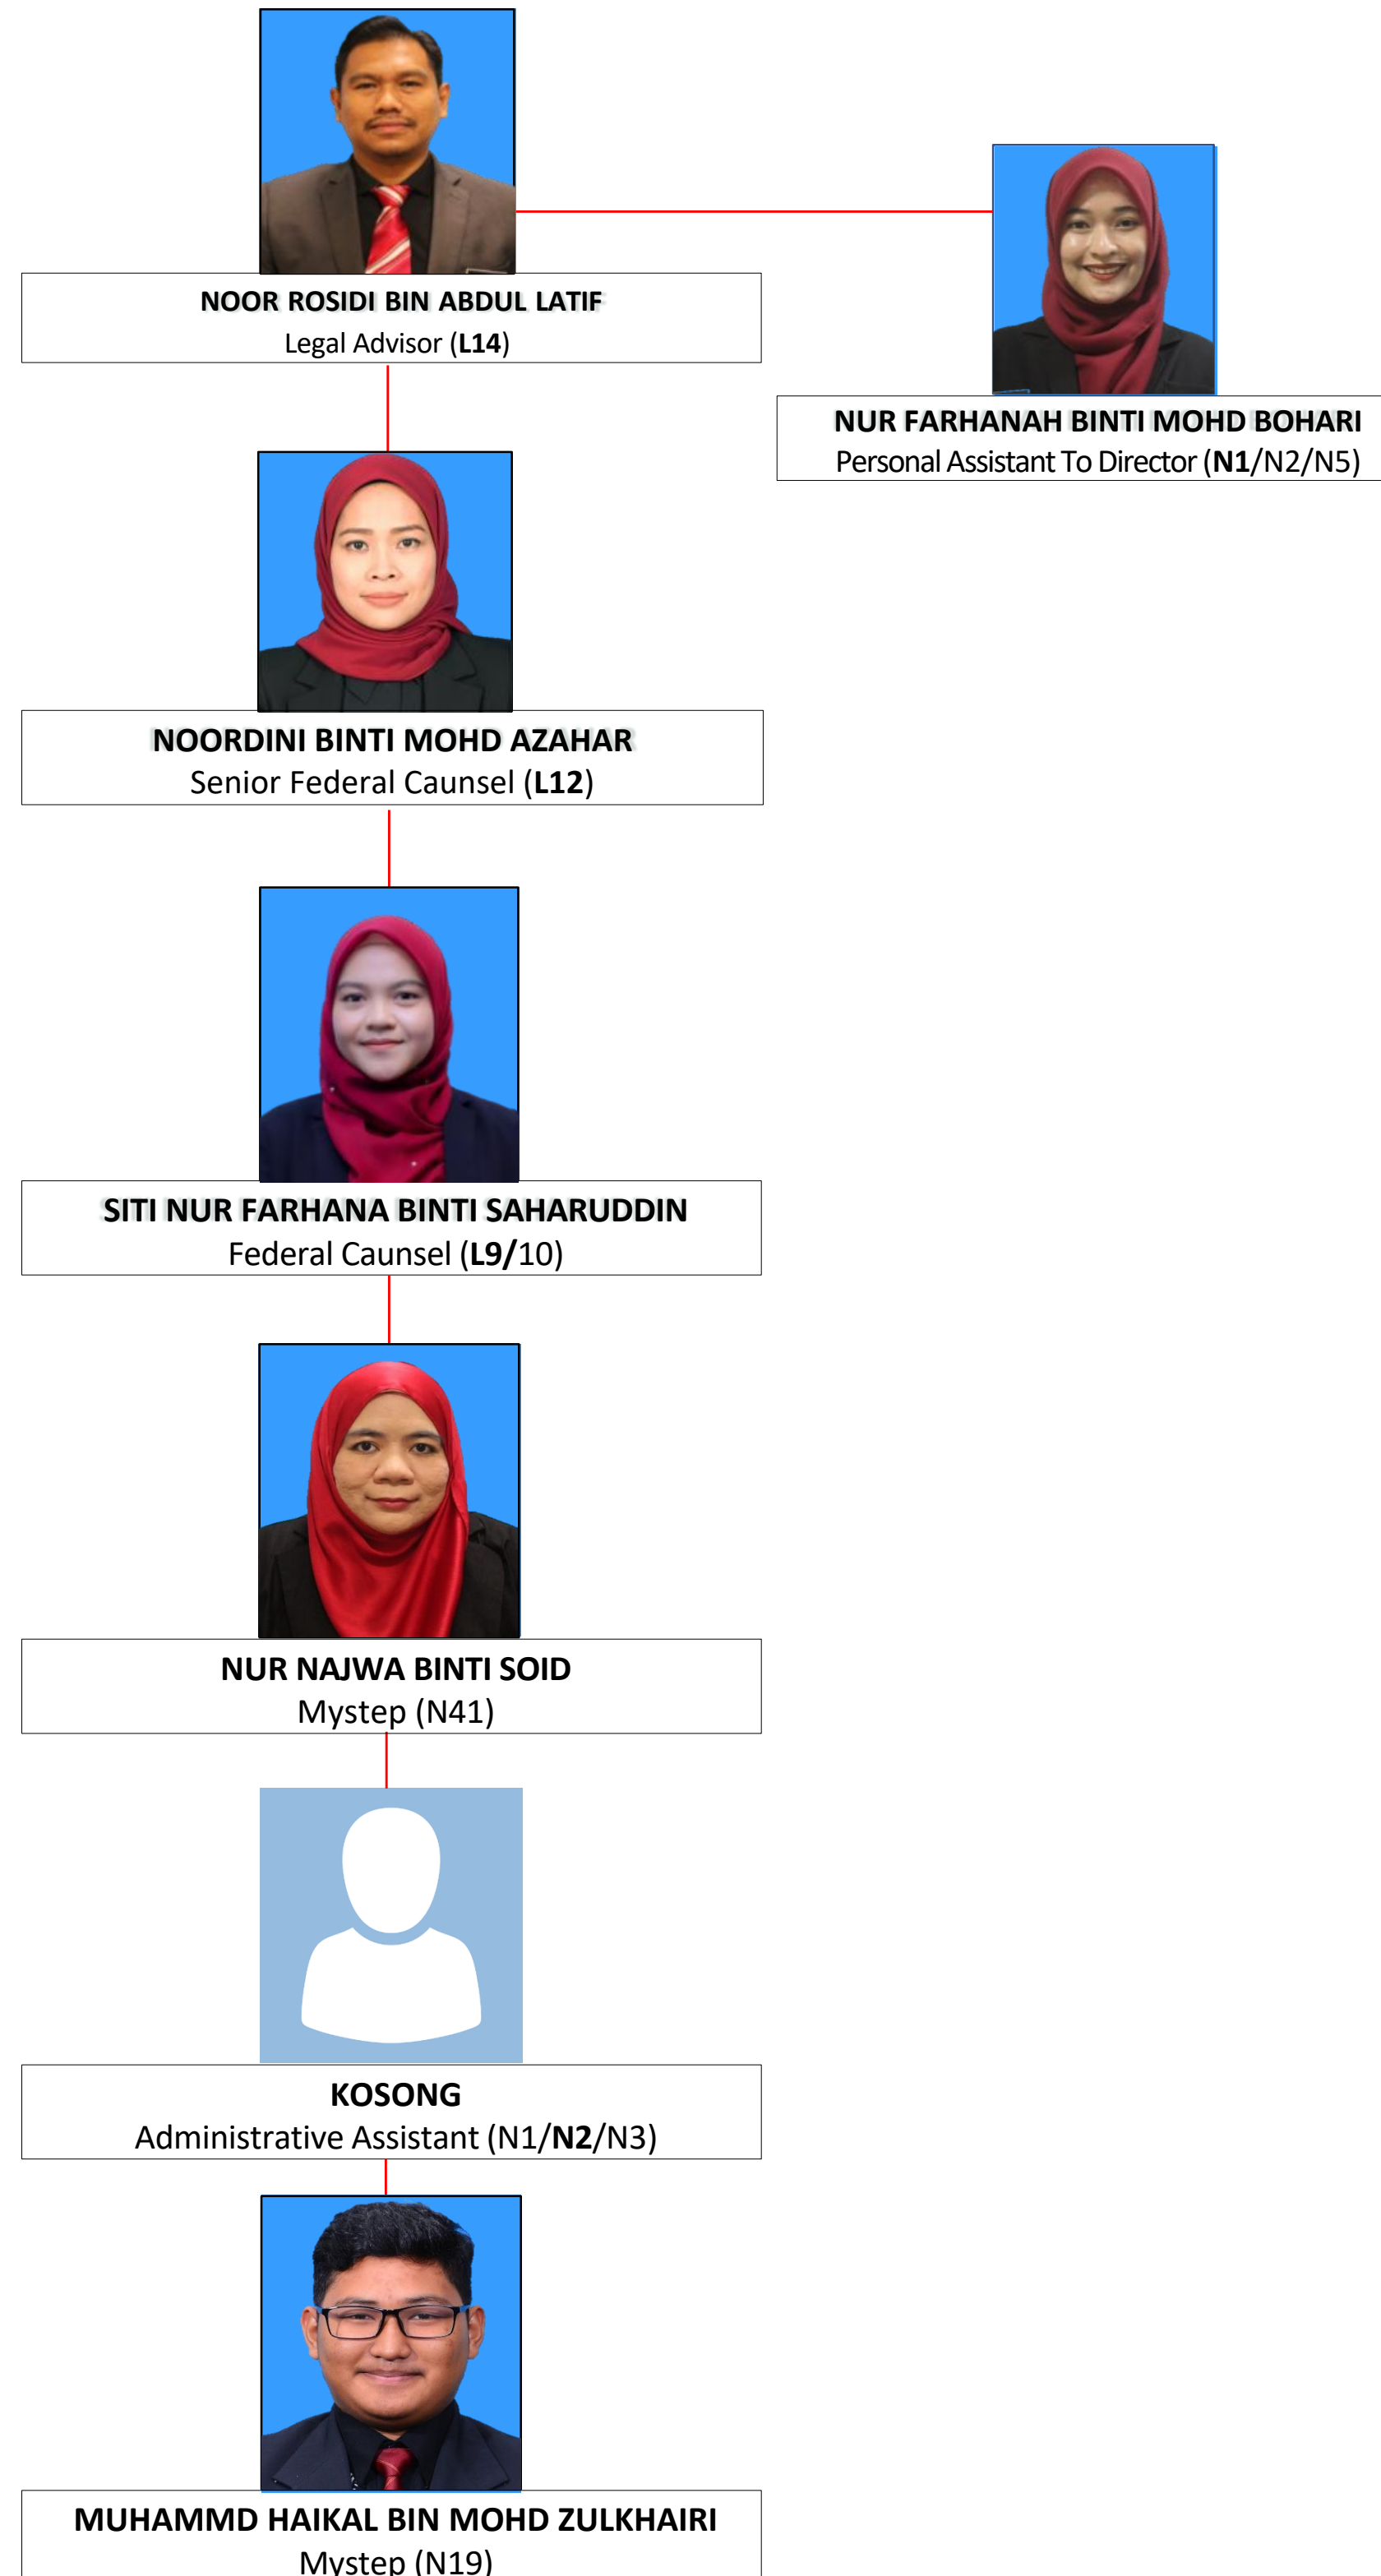 NOOR ROSIDI BIN ABDUL LATIF
Legal Advisor (L14)
NUR FARHANAH BINTI MOHD BOHARI
Personal Assistant To Director (N1/N2/N5)
NOORDINI BINTI MOHD AZAHAR
Senior Federal Caunsel (L12)
SITI NUR FARHANA BINTI SAHARUDDIN
Federal Caunsel (L9/10)
NUR NAJWA BINTI SOID
Mystep (N41)
KOSONG
Administrative Assistant (N1/N2/N3)
MUHAMMD HAIKAL BIN MOHD ZULKHAIRI
Mystep (N19)